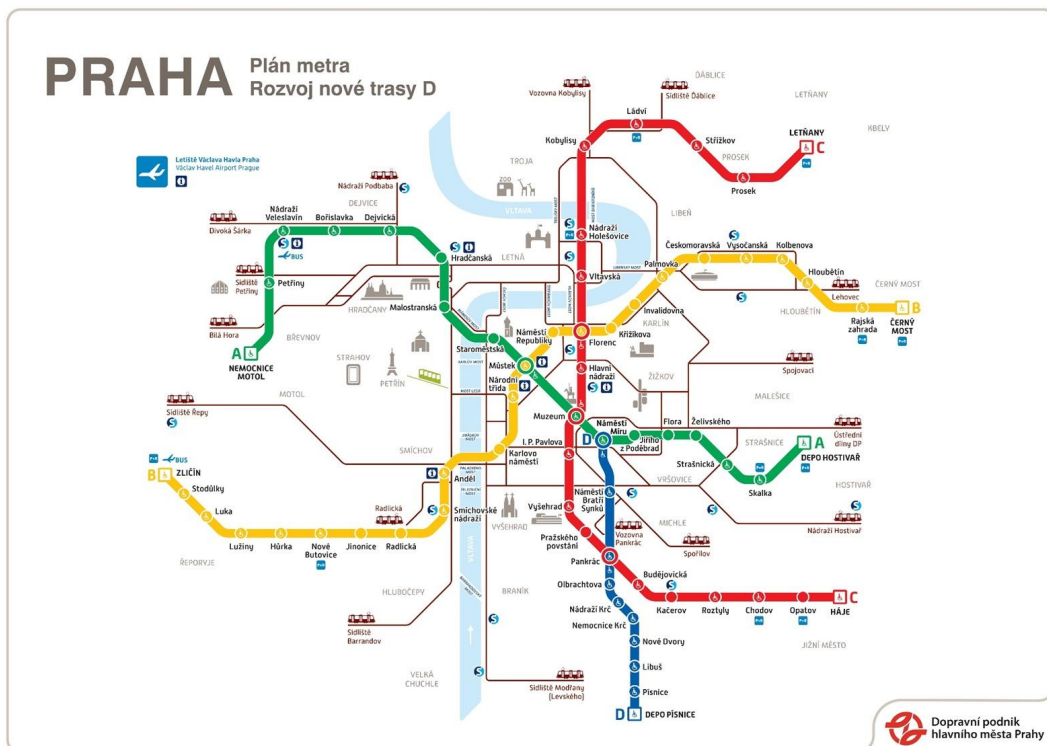 PRAHA
Plán metra
Rozvoj nové trasy D
Letiště Václava Havla Praha
Václav Havel Airport Prague
Vozovna Kobylisy
Sídliště Ďáblice
ĎÁBLICE
LETŇANY
KBELY
Ládví
Kobylisy
Střížkov
PROSEK
Prosek
LETŇANY
C
P+R
TROJA
ZOO
VLTAVA
LIBEŇ
Nádraží Podbaba
DEJVICE
Nádraží
Veleslavín
Bořislavka
Dejvická
Divoká Šárka
BUS
Hradčanská
LETNÁ
Nádraží
Holešovice
Vltavská
Českomoravská
Vysočanská
Kolbenova
Palmovka
Hloubětín
Lehovec
ČERNÝ MOST
HLOUBĚTÍN
B
ČERNÝ
MOST
Rajská
zahrada
P+R
P+R
Sídliště
Petřiny
Petřiny
Malostranská
HRADČANY
Bílá Hora
BŘEVNOV
A
NEMOCNICE
MOTOL
STRAHOV
PETŘÍN
MOTOL
Staroměstská
Můstek
Náměstí
Republiky
Národní
třída
Florenc
Křižíkova
Invalidovna
KARLÍN
Hlavní
nádraží
ŽIŽKOV
Spojovací
MALEŠICE
Muzeum
Náměstí
Míru
D
Jiřího
z Poděbrad
Flora
Želivského
STRAŠNICE
Strašnická
Skalka
A
DEPO HOSTIVAŘ
Ústřední
dílny DP
HOSTIVAŘ
Nádraží Hostivař
VRŠOVICE
I. P. Pavlova
Karlovo
náměstí
Sídliště Řepy
SMÍCHOV
Anděl
Smíchovské
nádraží
Radlická
Radlická
Jinonice
Nové
Butovice
Hůrka
Lužiny
Luka
Stodůlky
B
ZLIČÍN
P+R
BUS
P+R
ŘEPORYJE
HLUBOČEPY
Sídliště
Barrandov
VELKÁ
CHUCHLE
VLTAVA
BRANÍK
VYŠEHRAD
Vyšehrad
Pražského
povstání
Pankrác
Náměstí
Bratří
Synků
Vozovna
Pankrác
MICHLE
Spořilov
Budějovická
Kačerov
Roztyly
Chodov
Opatov
P+R
P+R
C
HÁJE
JIŽNÍ MĚSTO
Olbrachtova
Nádraží Krč
Nemocnice Krč
Nové Dvory
Libuš
Písnice
D
DEPO PÍSNICE
Sídliště Modřany
(Levského)
Dopravní podnik
hlavního města Prahy